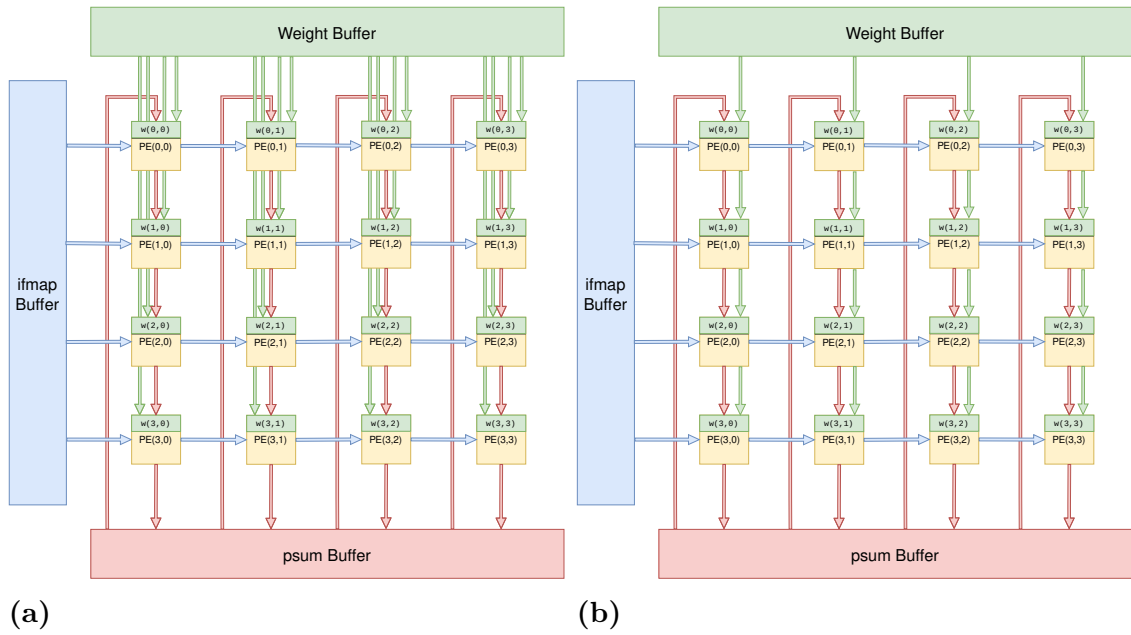 Weight Buffer
ifmap
Buffer
w(0,0) w(0,1) w(0,2) w(0,3)
PE(0,0) PE(0,1) PE(0,2) PE(0,3)
w(1,0) w(1,1) w(1,2) w(1,3)
PE(1,0) PE(1,1) PE(1,2) PE(1,3)
w(2,0) w(2,1) w(2,2) w(2,3)
PE(2,0) PE(2,1) PE(2,2) PE(2,3)
w(3,0) w(3,1) w(3,2) w(3,3)
PE(3,0) PE(3,1) PE(3,2) PE(3,3)
psum Buffer
(a)
Weight Buffer
ifmap
Buffer
w(0,0) w(0,1) w(0,2) w(0,3)
PE(0,0) PE(0,1) PE(0,2) PE(0,3)
w(1,0) w(1,1) w(1,2) w(1,3)
PE(1,0) PE(1,1) PE(1,2) PE(1,3)
w(2,0) w(2,1) w(2,2) w(2,3)
PE(2,0) PE(2,1) PE(2,2) PE(2,3)
w(3,0) w(3,1) w(3,2) w(3,3)
PE(3,0) PE(3,1) PE(3,2) PE(3,3)
psum Buffer
(b)